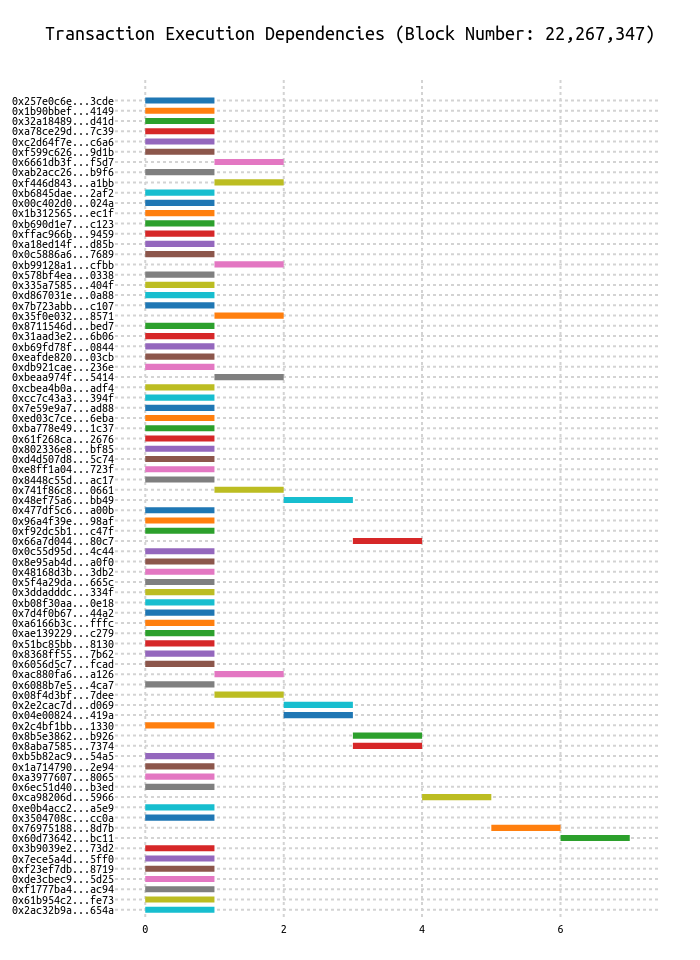 Transaction Execution Dependencies (Block Number: 22,267,347)
0x257e0c6e...3cde
0x1b90bbef...4149
0x32a18489...d41d
0xa78ce29d...7c39
0xc2d64f7e...c6a6
0xf599c626...9d1b
0x6661db3f...f5d7
0xab2acc26...b9f6
0xf446d843...a1bb
0xb6845dae...2af2
0x00c402d0...024a
0x1b312565...ec1f
0xb690d1e7...c123
0xffac966b...9459
0xa18ed14f...d85b
0x0c5886a6...7689
0xb99128a1...cfbb
0x578bf4ea...0338
0x335a7585...404f
0xd867031e...0a88
0x7b723abb...c107
0x35f0e032...8571
0x8711546d...bed7
0x31aad3e2...6b06
0xb69fd78f...0844
0xeafde820...03cb
0xdb921cae...236e
0xbeaa974f...5414
0xcbea4b0a...adf4
0xcc7c43a3...394f
0x7e59e9a7...ad88
0xed03c7ce...6eba
0xba778e49...1c37
0x61f268ca...2676
0x802336e8...bf85
0xd4d507d8...5c74
0xe8ff1a04...723f
0x8448c55d...ac17
0x741f86c8...0661
0x48ef75a6...bb49
0x477df5c6...a00b
0x96a4f39e...98af
0xf92dc5b1...c47f
0x66a7d044...80c7
0x0c55d95d...4c44
0x8e95ab4d...a0f0
0x48168d3b...3db2
0x5f4a29da...665c
0x3ddadddc...334f
0xb08f30aa...0e18
0x7d4f0b67...44a2
0xa6166b3c...fffc
0xae139229...c279
0x51bc85bb...8130
0x8368ff55...7b62
0x6056d5c7...fcad
0xac880fa6...a126
0x6088b7e5...4ca7
0x08f4d3bf...7dee
0x2e2cac7d...d069
0x04e00824...419a
0x2c4bf1bb...1330
0x8b5e3862...b926
0x8aba7585...7374
0xb5b82ac9...54a5
0x1a714790...2e94
0xa3977607...8065
0x6ec51d40...b3ed
0xca98206d...5966
0xe0b4acc2...a5e9
0x3504708c...cc0a
0x76975188...8d7b
0x60d73642...bc11
0x3b9039e2...73d2
0x7ece5a4d...5ff0
0xf23ef7db...8719
0xde3cbec9...5d25
0xf1777ba4...ac94
0x61b954c2...fe73
0x2ac32b9a...654a
0 2 4 6